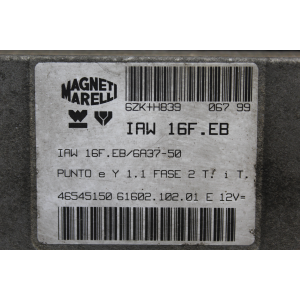 MAGNETI
MARELLI
6ZK+HB39 067 99
IAW 16F.EB
IAW 16F.EB/6A37-50
PUNTO e Y 1.1 FASE 2 T. i T.
46545150 61602.102.01 E 12V=